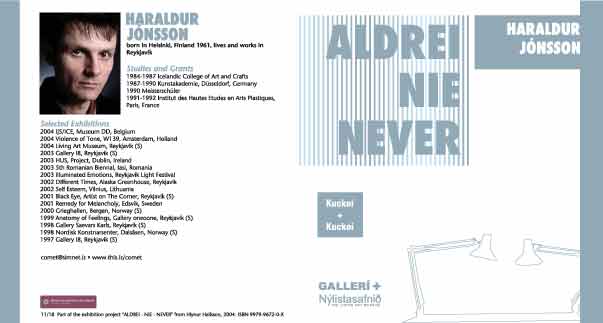 HARALDUR
JÓNSSON
born in Helsinki, Finland 1961, lives and works in
Reykjavík
Studies and Grants
1984-1987 Icelandic College of Art and Crafts
1987-1990 Kunstakademie, Düsseldorf, Germany
1990 Meisterschüler
1991-1992 Institut des Hautes Etudes en Arts Plastiques,
Paris, France
Selected Exhibitions
2004 IJS/ICE, Museum DD, Belgium
2004 Violence of Tone, W139, Amsterdam, Holland
2004 Living Art Museum, Reykjavík (S)
2003 Gallery I8, Reykjavík (S)
2003 HUS, Project, Dublin, Ireland
2003 5th Romanian Biennal, Iasi, Romania
2003 Illuminated Emotions, Reykjavík Light Festival
2002 Different Times, Alaska Greenhouse, Reykjavík
2002 Self Esteem, Vilnius, Lithuania
2001 Black Eye, Artist on The Corner, Reykjavík (S)
2001 Remedy for Melancholy, Edsvik, Sweden
2000 Grieghallen, Bergen, Norway (S)
1999 Anatomy of Feelings, Gallery oneoone, Reykjavík (S)
1998 Gallery Saevars Karls, Reykjavík (S)
1998 Nordisk Konstnarsenter, Dalsåsen, Norway (S)
1997 Gallery I8, Reykjavík (S)
comet@simnet.is • www.this.is/comet
11/18 Part of the exhibition project "ALDREI - NIE - NEVER" from Hlynur Hallsson, 2004: ISBN 9979-9672-0-X
ALDREI
NIE
NEVER
HARALDUR
JÓNSSON
Kuckei
+
Kuckei
GALLERÍ +
Nýlistasafnið